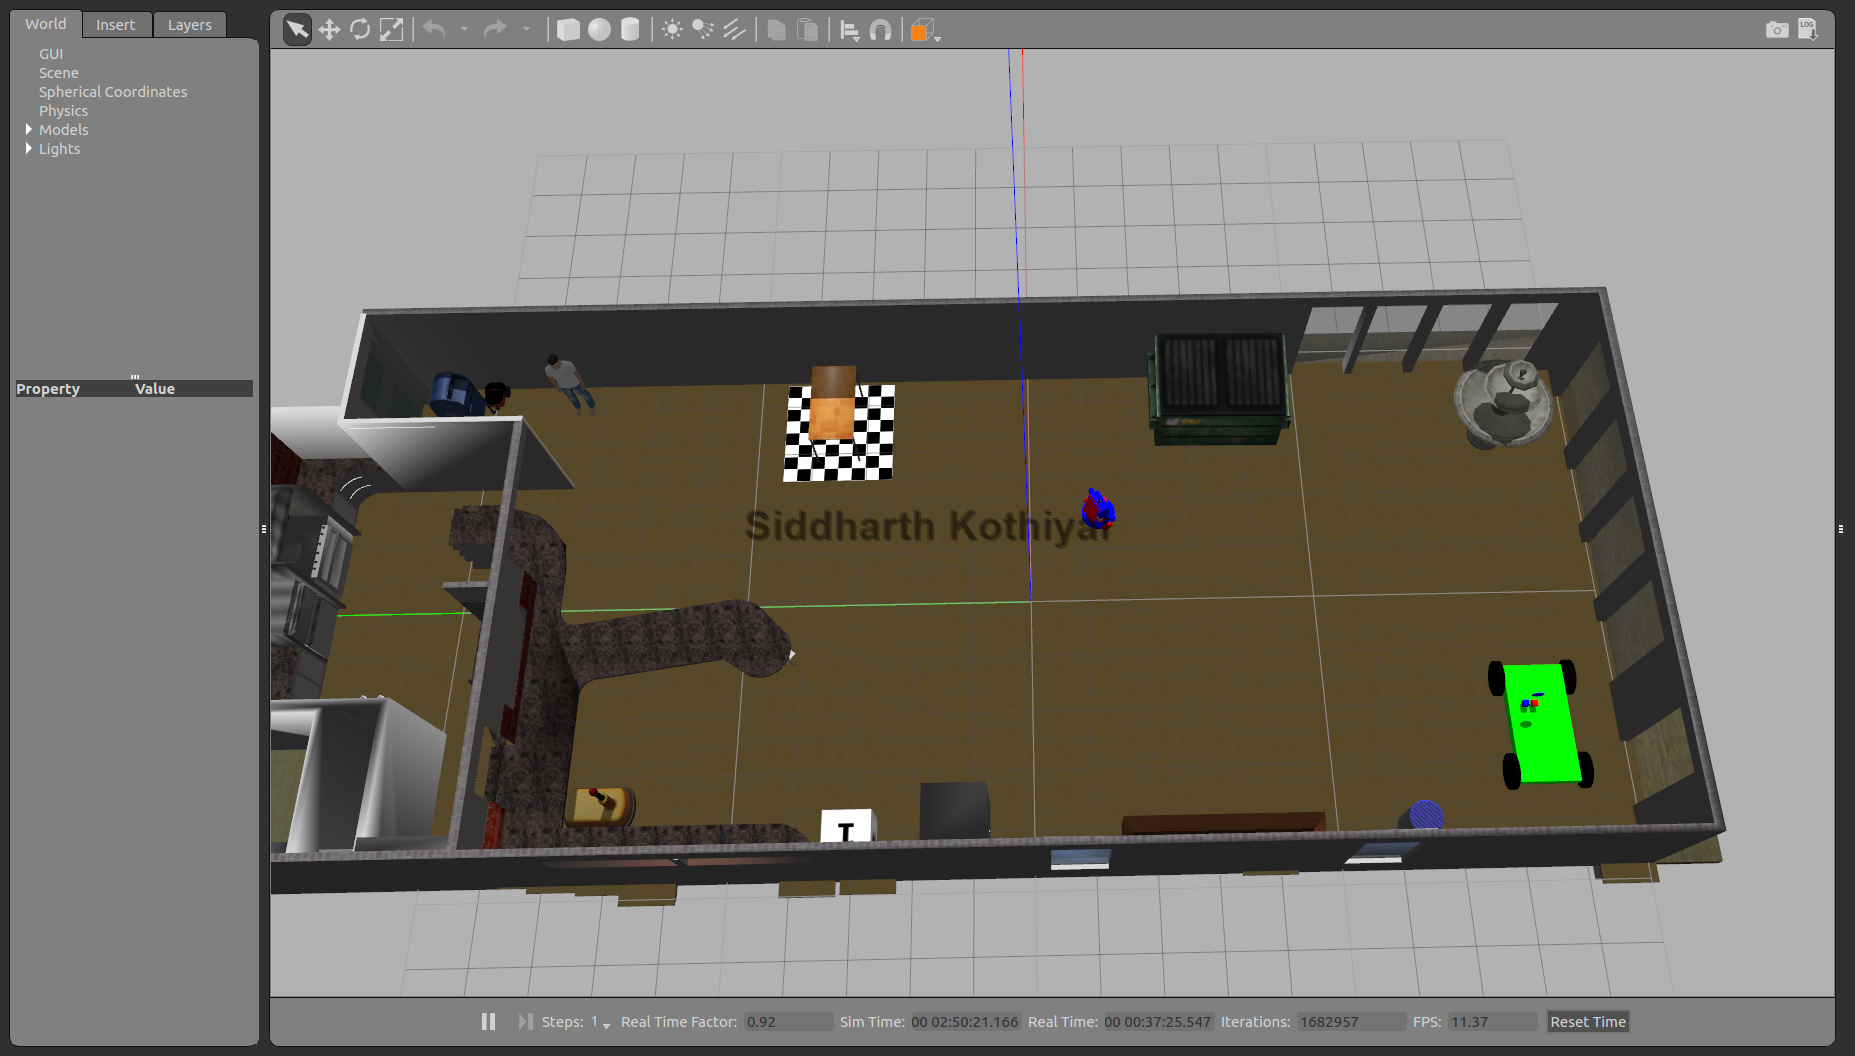 World Insert Layers
GUI
Scene
Spherical Coordinates
Physics
Models
Lights
Property Value
LOG
Siddharth Kothiyal
T
Steps: 1 Real Time Factor: 0.92 Sim Time: 00 02:50:21.166 Real Time: 00 00:37:25.547 Iterations: 1682957 FPS: 11.37 Reset Time